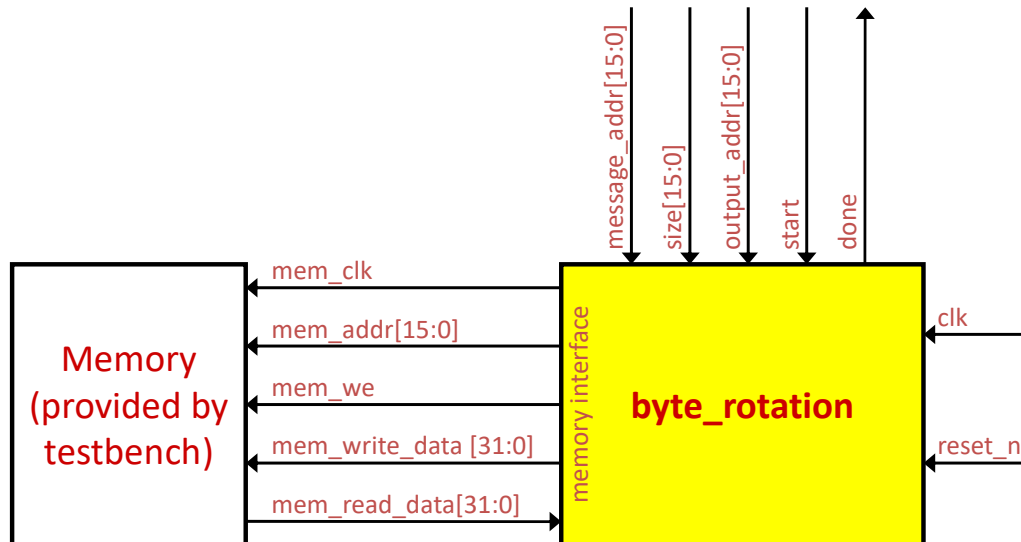 message_addr[15:0]
size[15:0]
output_addr[15:0]
start
done
mem_clk
mem_addr[15:0]
mem_we
mem_write_data [31:0]
mem_read_data[31:0]
Memory
(provided by
testbench)
memory interface
byte_rotation
clk
reset_n